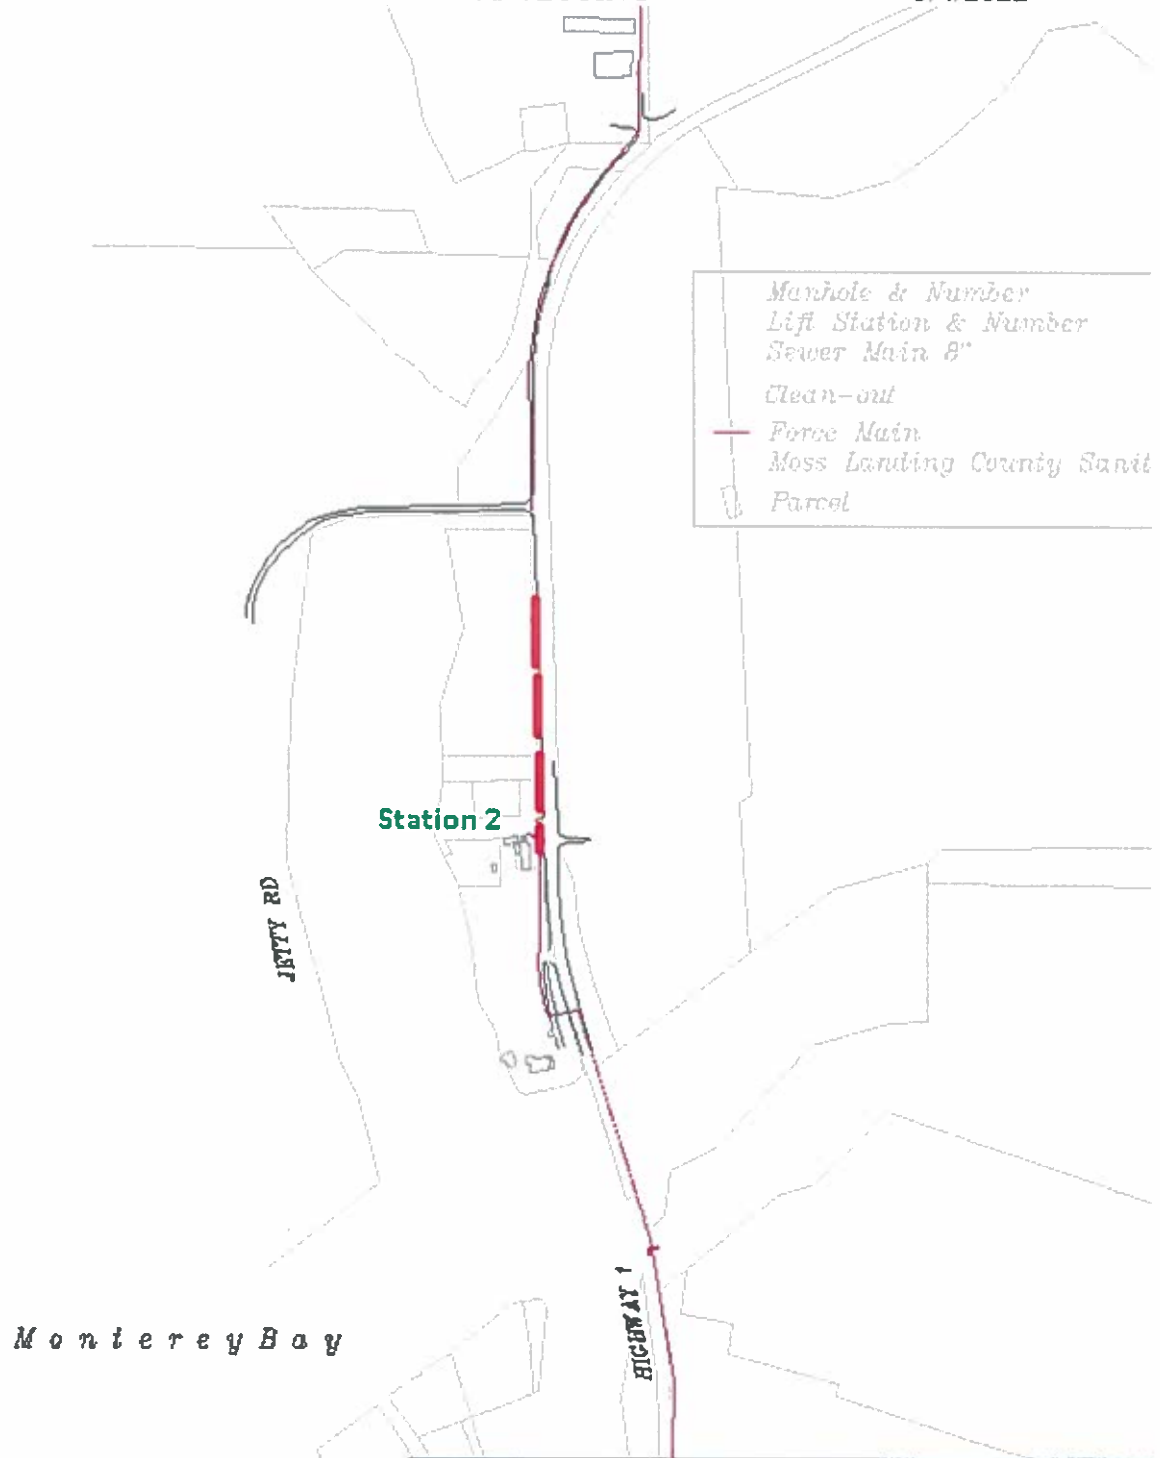 Manhole & Number
Lift Station & Number
Sewer Main 8"
Clean-out
Force Main
Moss Landing County Sanit
Parcel
Station 2
JETTY RD
HIGHWAY 1
Monterey Bay